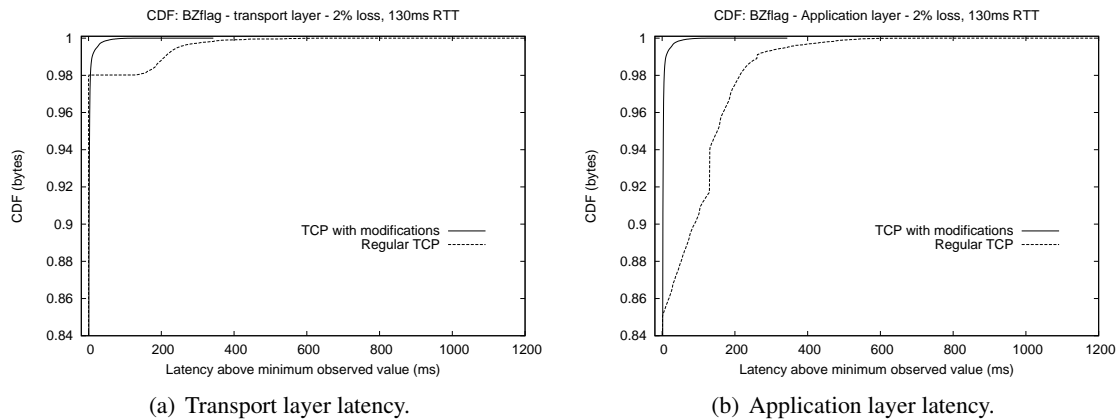 CDF: BZflag - transport layer - 2% loss, 130ms RTT
1
0.98
0.96
0.94
0.92
0.9
0.88
0.86
0.84
CDF (bytes)
TCP with modifications
Regular TCP
0 200 400 600 800 1000 1200
Latency above minimum observed value (ms)
(a) Transport layer latency.
CDF: BZflag - Application layer - 2% loss, 130ms RTT
1
0.98
0.96
0.94
0.92
0.9
0.88
0.86
0.84
CDF (bytes)
TCP with modifications
Regular TCP
0 200 400 600 800 1000 1200
Latency above minimum observed value (ms)
(b) Application layer latency.